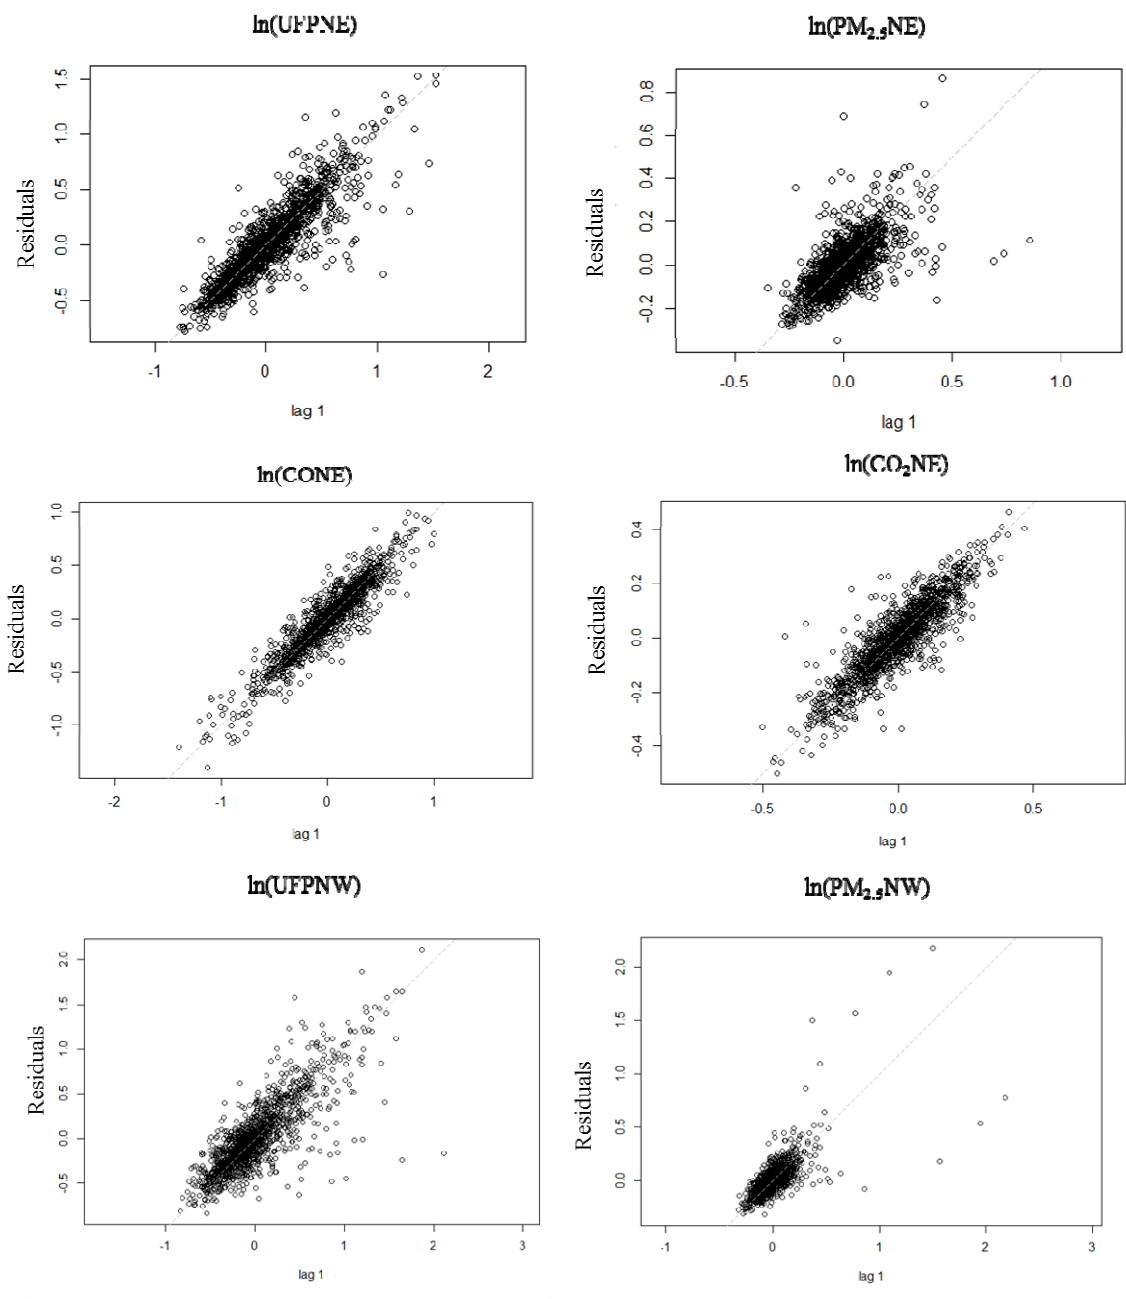 ln(UFPNE)
1.5
1.0
0.5
0.0
-0.5
Residuals
-1 0 1 2
lag 1
ln(PM2.5NE)
0.8
0.6
0.4
0.2
0.0
-0.2
Residuals
-0.5 0.0 0.5 1.0
lag 1
ln(CONE)
1.0
0.5
0.0
-0.5
-1.0
Residuals
-2 -1 0 1
lag 1
ln(CO2NE)
0.4
0.2
0.0
-0.2
-0.4
Residuals
-0.5 0.0 0.5
lag 1
ln(UFPNW)
2.0
1.5
1.0
0.5
0.0
-0.5
Residuals
-1 0 1 2 3
lag 1
ln(PM2.5NW)
2.0
1.5
1.0
0.5
0.0
Residuals
-1 0 1 2 3
lag 1